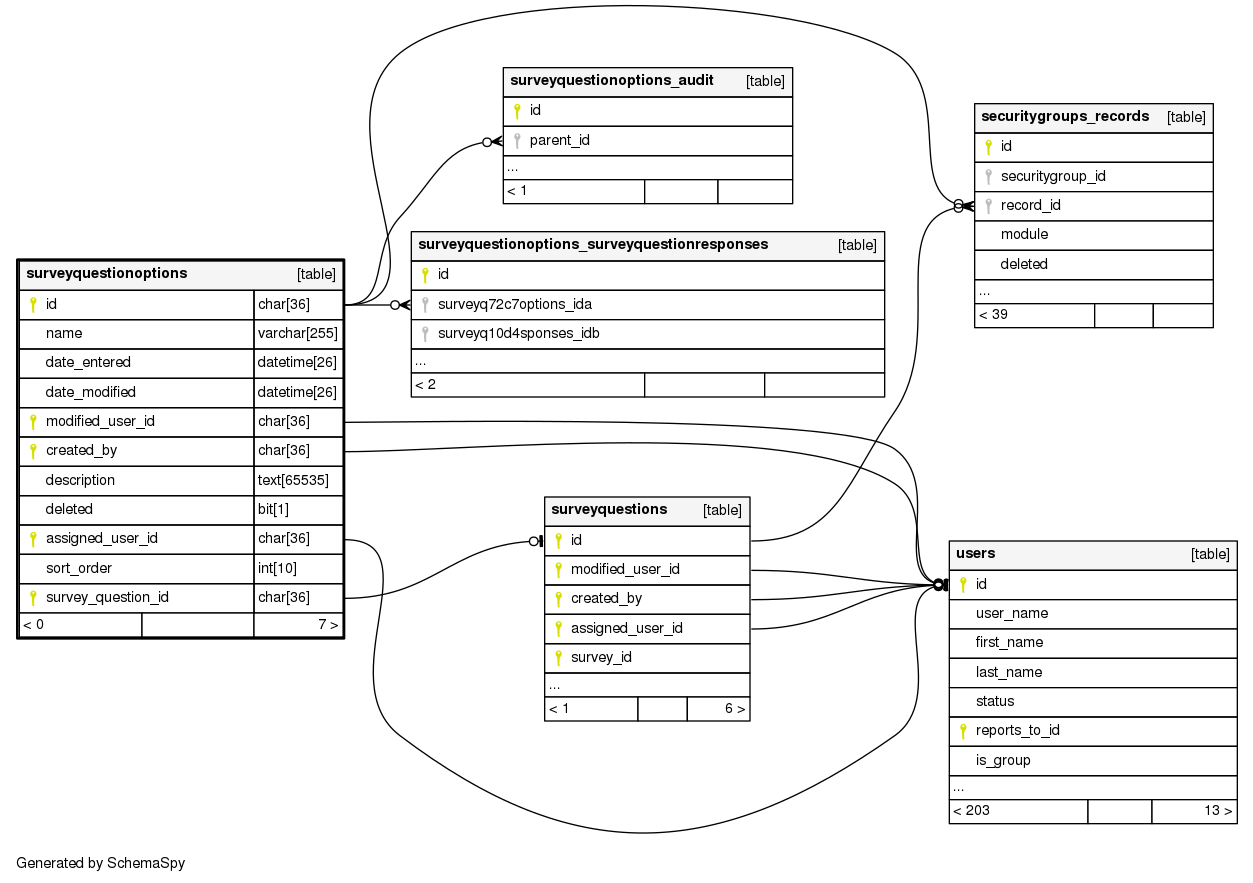 surveyquestionoptions_audit [table]
id
parent_id
...
< 1
securitygroups_records [table]
id
securitygroup_id
record_id
module
deleted
...
< 39
surveyquestionoptions_surveyquestionresponses [table]
id
surveyq72c7options_ida
surveyq10d4sponses_idb
...
< 2
surveyquestionoptions [table]
id char[36]
name varchar[255]
date_entered datetime[26]
date_modified datetime[26]
modified_user_id char[36]
created_by char[36]
description text[65535]
deleted bit[1]
assigned_user_id char[36]
sort_order int[10]
survey_question_id char[36]
< 0 7 >
surveyquestions [table]
id
modified_user_id
created_by
assigned_user_id
survey_id
...
< 1 6 >
users [table]
id
user_name
first_name
last_name
status
reports_to_id
is_group
...
< 203 13 >
Generated by SchemaSpy